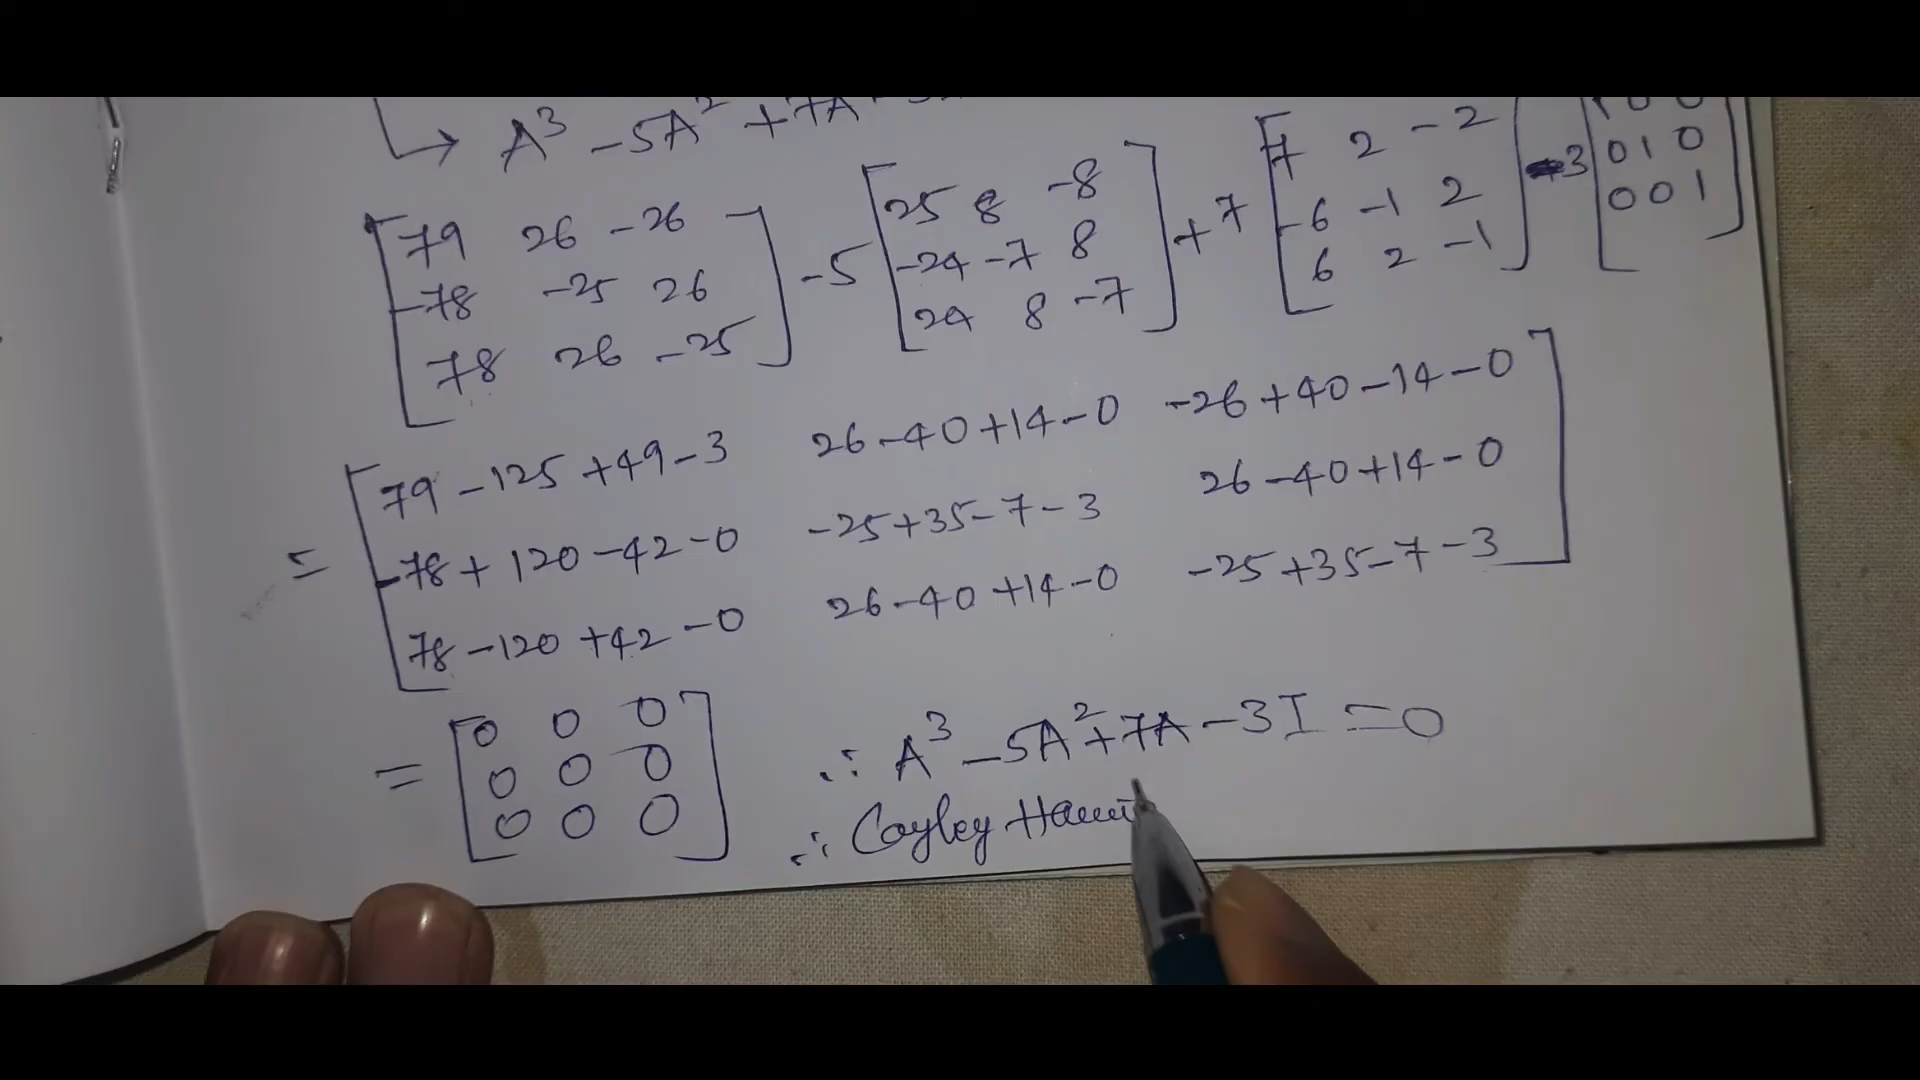 → A³ -5A² +7A
[79 26 -26; -78 -25 26; 78 26 -25] -5 [25 8 -8; -24 -7 8; 24 8 -7] +7 [7 2 -2; -6 -1 2; 6 2 -1] -3 [1 0 0; 0 1 0; 0 0 1]
= [79-125+49-3 26-40+14-0 -26+40-14-0
-78+120-42-0 -25+35-7-3 26-40+14-0
78-120+42-0 26-40+14-0 -25+35-7-3]
= [0 0 0; 0 0 0; 0 0 0] ∴ A³ -5A² +7A -3I =0
∴ Cayley Hami